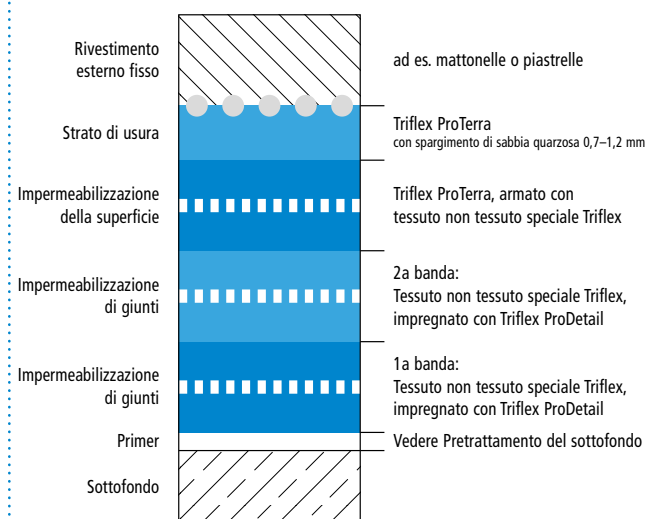 Rivestimento
esterno fisso
ad es. mattonelle o piastrelle
Strato di usura
Triflex ProTerra
con spargimento di sabbia quarzosa 0,7–1,2 mm
Impermeabilizzazione
della superficie
Triflex ProTerra, armato con
tessuto non tessuto speciale Triflex
Impermeabilizzazione
di giunti
2a banda:
Tessuto non tessuto speciale Triflex,
impregnato con Triflex ProDetail
Impermeabilizzazione
di giunti
1a banda:
Tessuto non tessuto speciale Triflex,
impregnato con Triflex ProDetail
Primer
Vedere Pretrattamento del sottofondo
Sottofondo